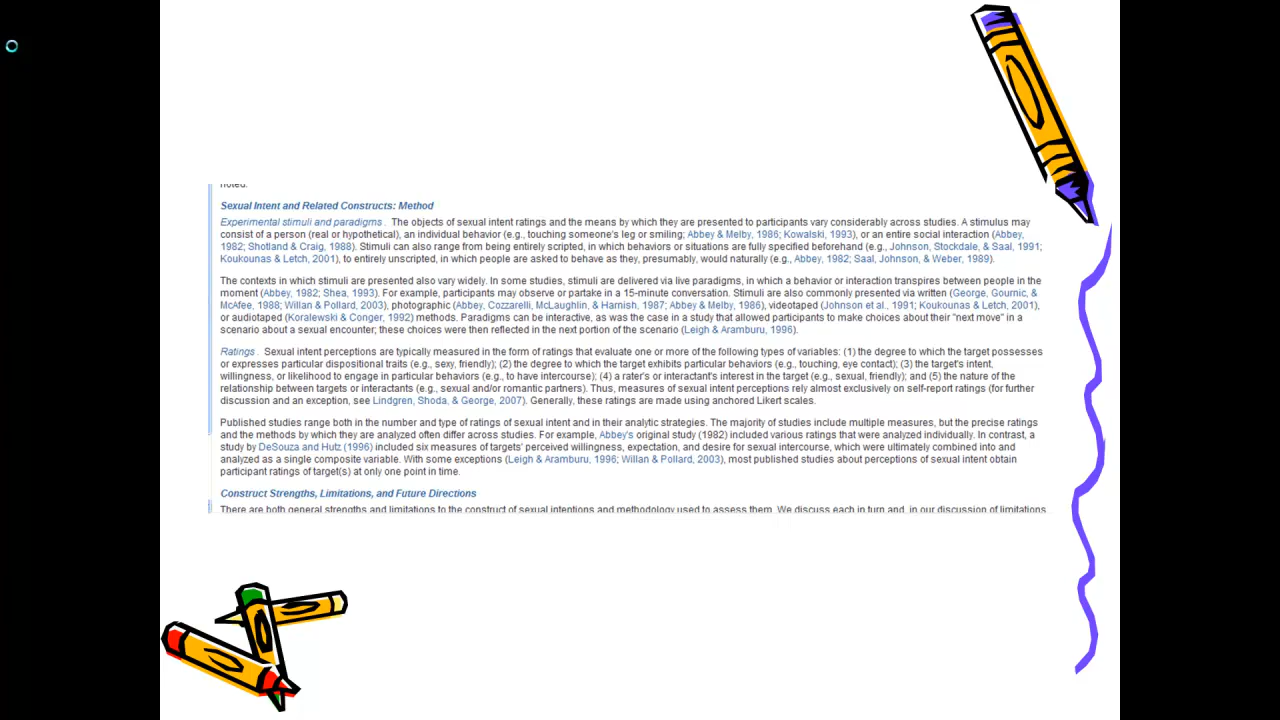 noted.
Sexual Intent and Related Constructs: Method
Experimental stimuli and paradigms . The objects of sexual intent ratings and the means by which they are presented to participants vary considerably across studies. A stimulus may
consist of a person (real or hypothetical), an individual behavior (e.g., touching someone's leg or smiling; Abbey & Melby, 1986; Kowalski, 1993), or an entire social interaction (Abbey,
1982; Shotland & Craig, 1988). Stimuli can also range from being entirely scripted, in which behaviors or situations are fully specified beforehand (e.g., Johnson, Stockdale, & Saal, 1991;
Koukounas & Letch, 2001), to entirely unscripted, in which people are asked to behave as they, presumably, would naturally (e.g., Abbey, 1982; Saal, Johnson, & Weber, 1989).
The contexts in which stimuli are presented also vary widely. In some studies, stimuli are delivered via live paradigms, in which a behavior or interaction transpires between people in the
moment (Abbey, 1982; Shea, 1993). For example, participants may observe or partake in a 15-minute conversation. Stimuli are also commonly presented via written (George, Gournic, &
McAfee, 1988; Willan & Pollard, 2003), photographic (Abbey, Cozzarelli, McLaughlin, & Harnish, 1987; Abbey & Melby, 1986), videotaped (Johnson et al., 1991; Koukounas & Letch, 2001),
or audiotaped (Koralewski & Conger, 1992) methods. Paradigms can be interactive, as was the case in a study that allowed participants to make choices about their "next move" in a
scenario about a sexual encounter; these choices were then reflected in the next portion of the scenario (Leigh & Aramburu, 1996).
Ratings . Sexual intent perceptions are typically measured in the form of ratings that evaluate one or more of the following types of variables: (1) the degree to which the target possesses
or expresses particular dispositional traits (e.g., sexy, friendly); (2) the degree to which the target exhibits particular behaviors (e.g., touching, eye contact); (3) the target's intent,
willingness, or likelihood to engage in particular behaviors (e.g., to have intercourse); (4) a rater's or interactant's interest in the target (e.g., sexual, friendly); and (5) the nature of the
relationship between targets or interactants (e.g., sexual and/or romantic partners). Thus, measures of sexual intent perceptions rely almost exclusively on self-report ratings (for further
discussion and an exception, see Lindgren, Shoda, & George, 2007). Generally, these ratings are made using anchored Likert scales.
Published studies range both in the number and type of ratings of sexual intent and in their analytic strategies. The majority of studies include multiple measures, but the precise ratings
and the methods by which they are analyzed often differ across studies. For example, Abbey's original study (1982) included various ratings that were analyzed individually. In contrast, a
study by DeSouza and Hutz (1996) included six measures of targets' perceived willingness, expectation, and desire for sexual intercourse, which were ultimately combined into and
analyzed as a single composite variable. With some exceptions (Leigh & Aramburu, 1996; Willan & Pollard, 2003), most published studies about perceptions of sexual intent obtain
participant ratings of target(s) at only one point in time.
Construct Strengths, Limitations, and Future Directions
There are both general strengths and limitations to the construct of sexual intentions and methodology used to assess them. We discuss each in turn and, in our discussion of limitations,